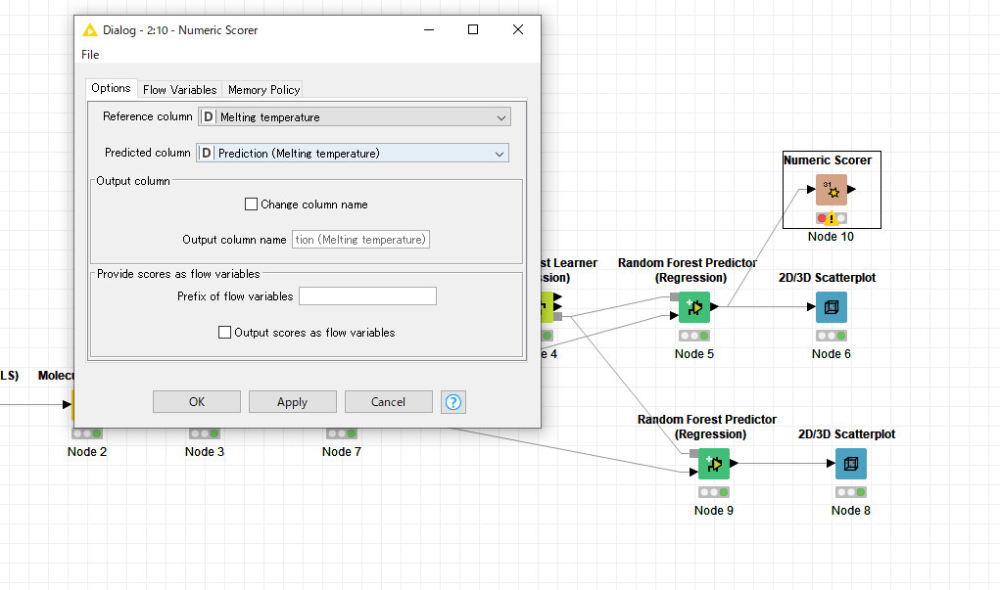 Dialog - 2:10 - Numeric Scorer
File
Options
Flow Variables
Memory Policy
Reference column
D Melting temperature
Predicted column
D Prediction (Melting temperature)
Output column
Change column name
Output column name
tion (Melting temperature)
Provide scores as flow variables
Prefix of flow variables
Output scores as flow variables
OK
Apply
Cancel
?
Numeric Scorer
31
Node 10
st Learner
sion)
e 4
Random Forest Predictor
(Regression)
Node 5
2D/3D Scatterplot
Node 6
LS)
Molecu
Node 2
Node 3
Node 7
Random Forest Predictor
(Regression)
Node 9
2D/3D Scatterplot
Node 8